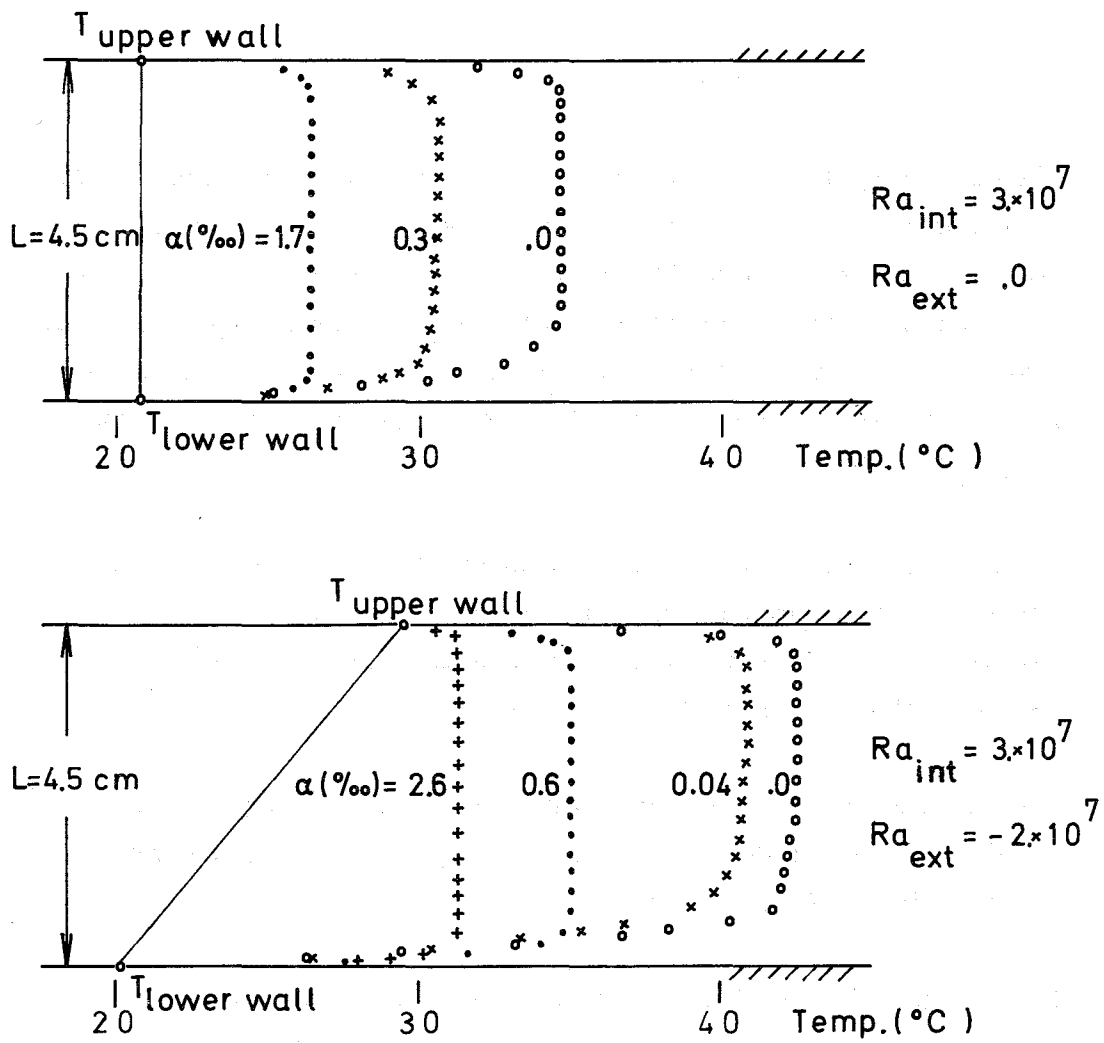 T upper wall
Ra int = 3.×10^7
L=4.5 cm α(‰) = 1.7 0.3 .0
Ra ext = .0
T lower wall
20 30 40 Temp.(°C )
T upper wall
Ra int = 3.×10^7
L=4.5 cm α(‰) = 2.6 0.6 0.04 .0
Ra ext = -2.×10^7
T lower wall
20 30 40 Temp.(°C )